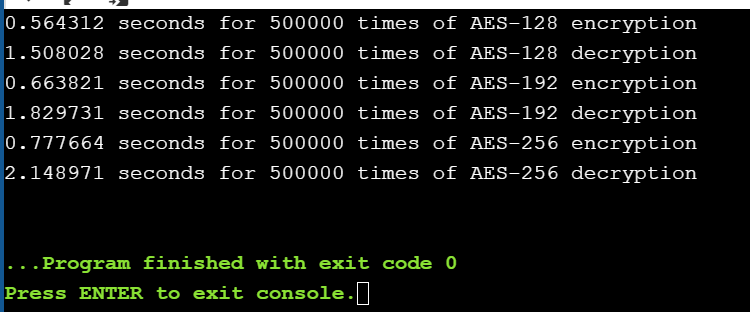 0.564312 seconds for 500000 times of AES-128 encryption
1.508028 seconds for 500000 times of AES-128 decryption
0.663821 seconds for 500000 times of AES-192 encryption
1.829731 seconds for 500000 times of AES-192 decryption
0.777664 seconds for 500000 times of AES-256 encryption
2.148971 seconds for 500000 times of AES-256 decryption
...Program finished with exit code 0
Press ENTER to exit console.